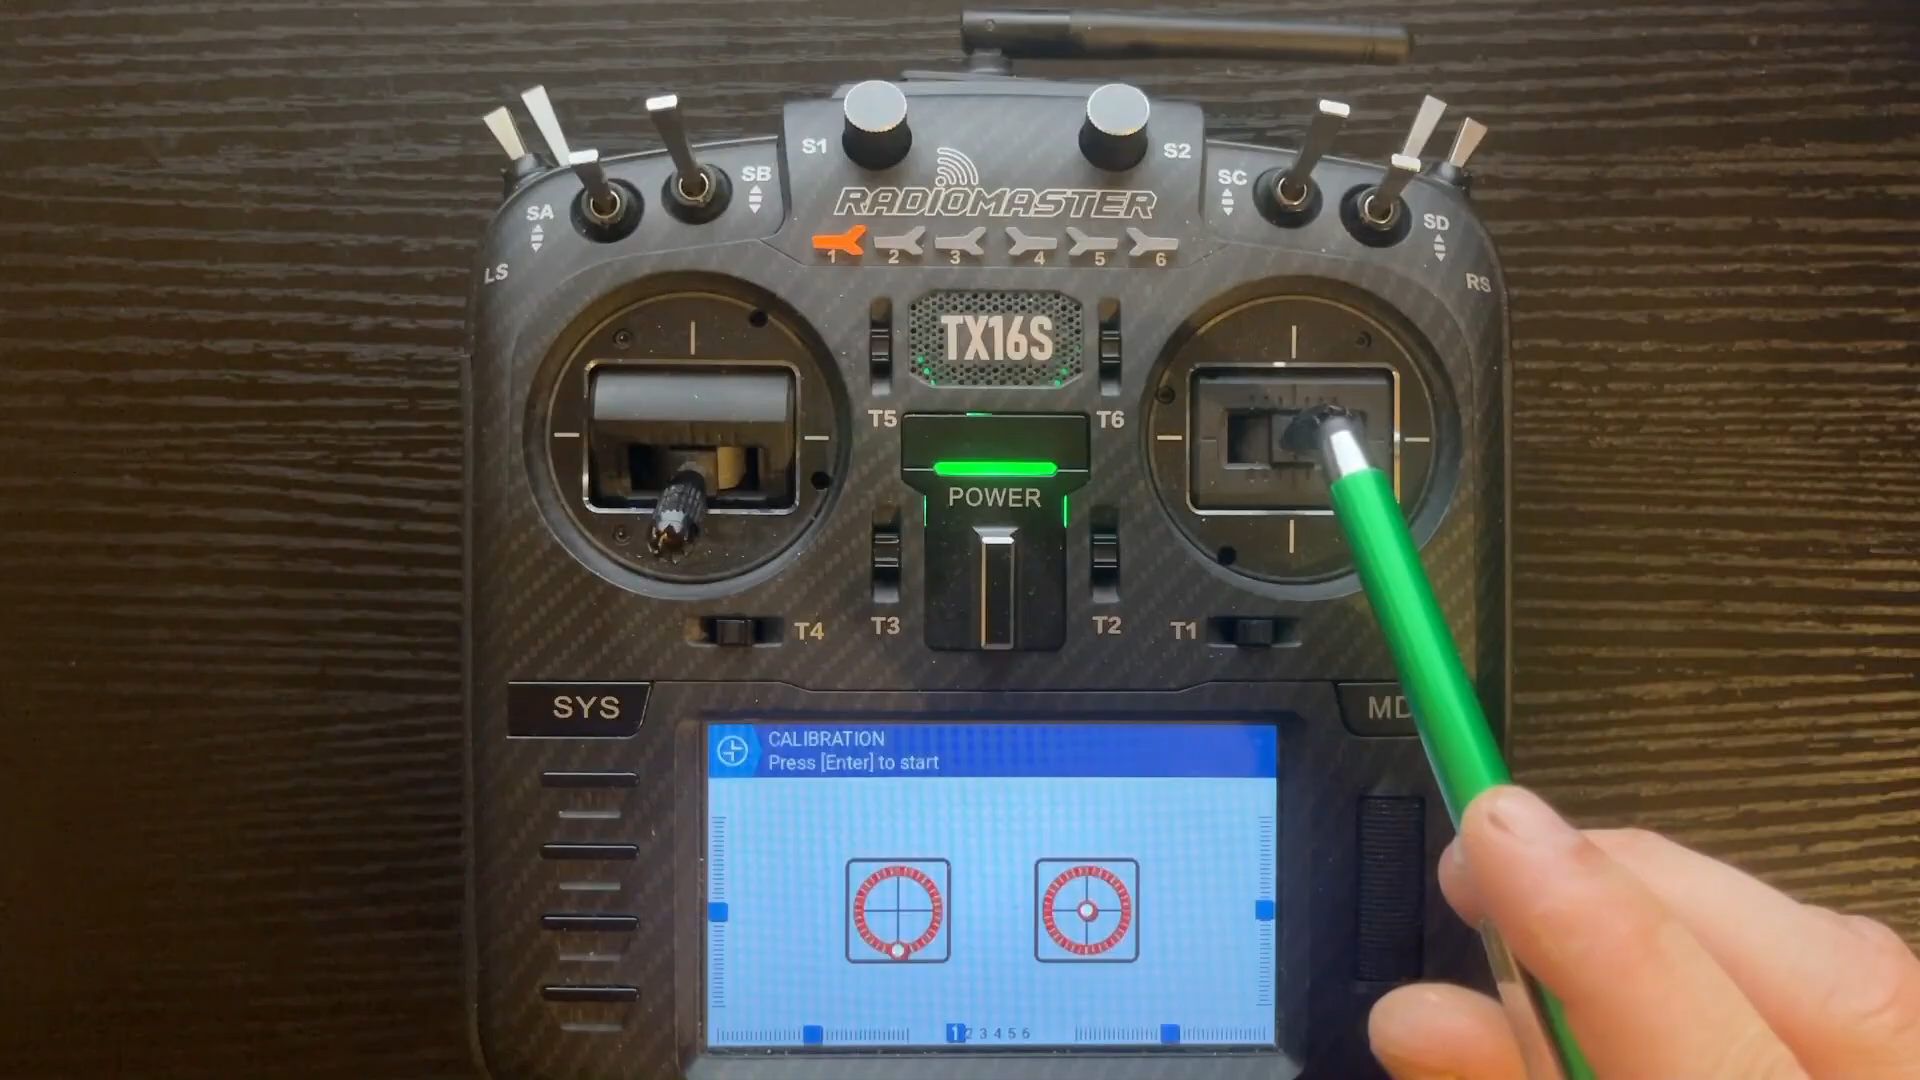 S1
S2
SB
SC
SA
SD
RADIOMASTER
1 2 3 4 5 6
LS
RS
TX16S
T5
T6
POWER
T4
T3
T2
T1
SYS
CALIBRATION
Press [Enter] to start
1 2 3 4 5 6